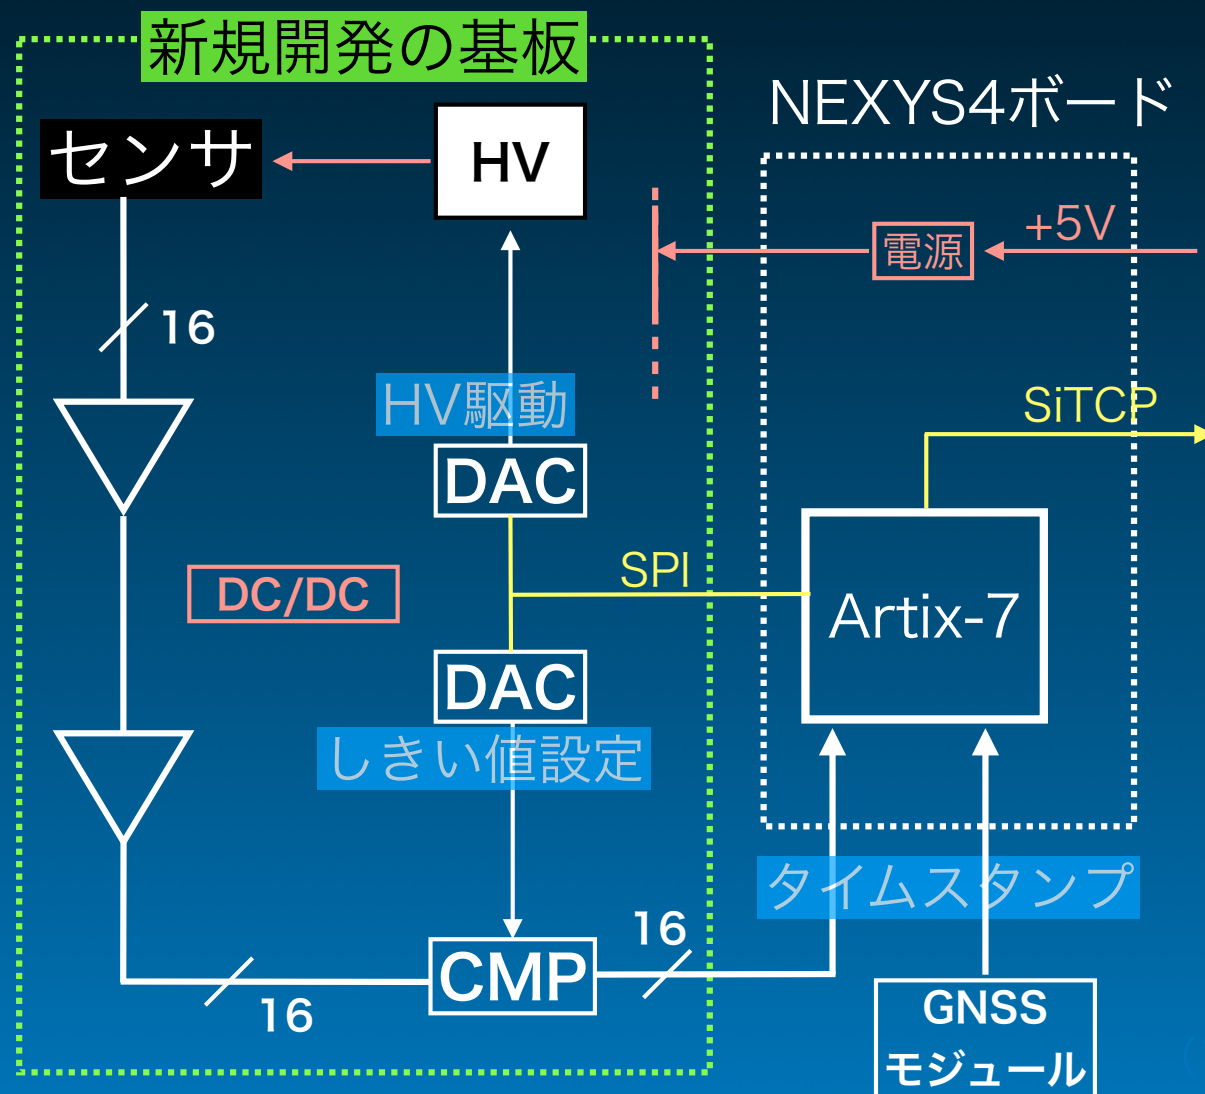 新規開発の基板
NEXYS4ボード
センサ
HV
+5V
電源
16
HV駆動
SiTCP
DAC
SPI
DC/DC
Artix-7
DAC
しきい値設定
タイムスタンプ
16
CMP
16
GNSS
モジュール